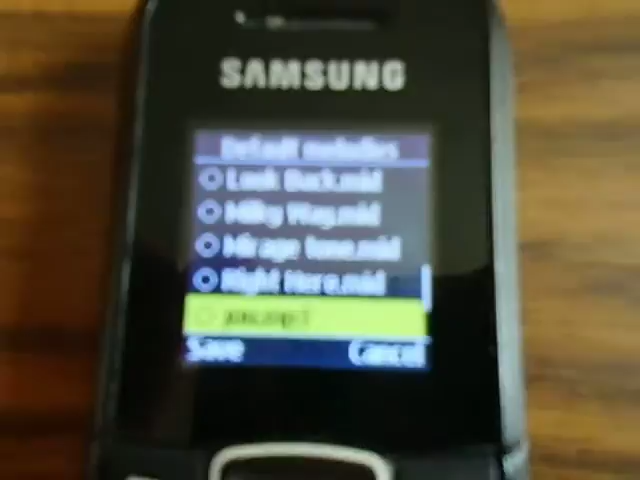 SAMSUNG
Default melodies
Look Back.mid
Milky Way.mid
Mirage tone.mid
Right Here.mid
Save Cancel